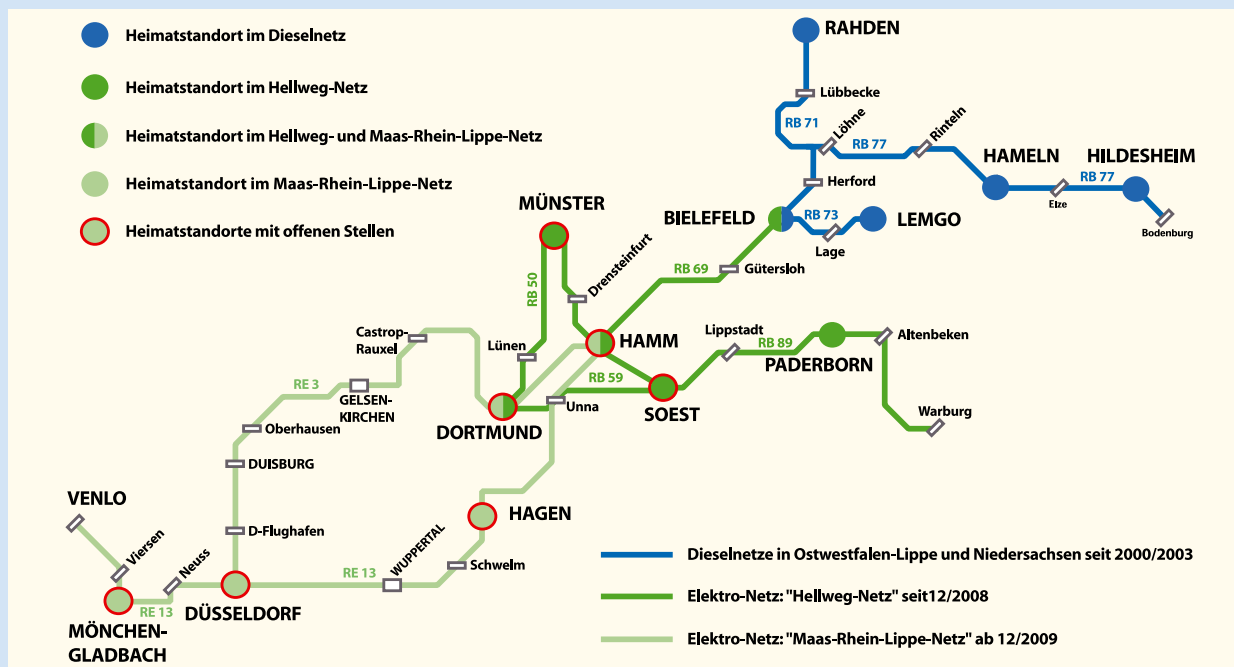 Heimatstandort im Dieselnetz
Heimatstandort im Hellweg-Netz
Heimatstandort im Hellweg- und Maas-Rhein-Lippe-Netz
Heimatstandort im Maas-Rhein-Lippe-Netz
Heimatstandorte mit offenen Stellen
RAHDEN
Lübbecke
RB 71
Löhne
RB 77
Rinteln
HAMELN
HILDESHEIM
RB 77
Elze
Bodenburg
Herford
BIELEFELD
RB 73
LEMGO
Lage
MÜNSTER
Drensteinfurt
RB 50
RB 69
Gütersloh
Castrop-
Rauxel
Lünen
HAMM
Lippstadt
RB 89
PADERBORN
Altenbeken
Warburg
RE 3
GELSEN-
KIRCHEN
RB 59
Unna
SOEST
DORTMUND
Oberhausen
DUISBURG
VENLO
Viersen
D-Flughafen
HAGEN
Neuss
WUPPERTAL
Schwelm
RE 13
RE 13
DÜSSELDORF
MÖNCHEN-
GLADBACH
Dieselnetze in Ostwestfalen-Lippe und Niedersachsen seit 2000/2003
Elektro-Netz: "Hellweg-Netz" seit12/2008
Elektro-Netz: "Maas-Rhein-Lippe-Netz" ab 12/2009